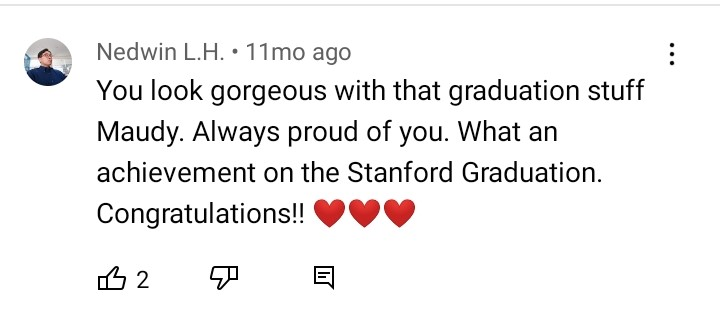 Nedwin L.H. • 11mo ago
You look gorgeous with that graduation stuff
Maudy. Always proud of you. What an
achievement on the Stanford Graduation.
Congratulations!! ❤️❤️❤️
2